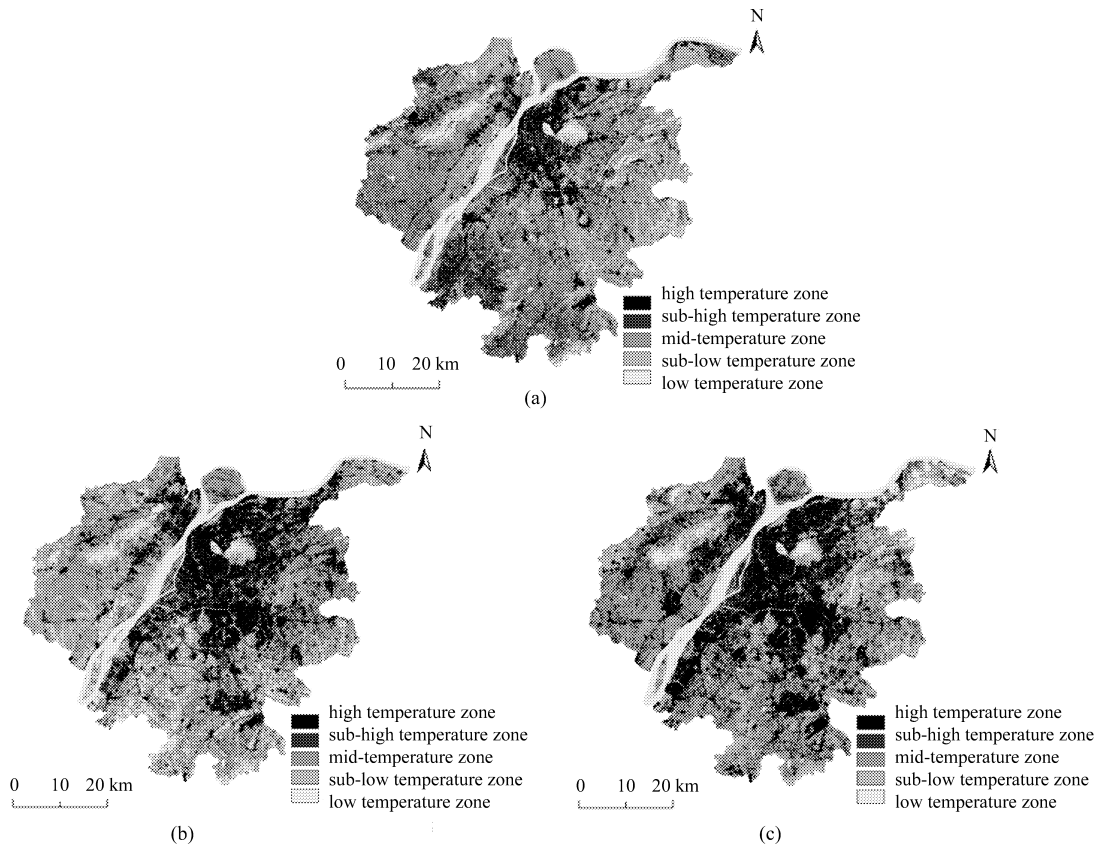 N
high temperature zone
sub-high temperature zone
mid-temperature zone
sub-low temperature zone
low temperature zone
0 10 20 km
(a)
N
high temperature zone
sub-high temperature zone
mid-temperature zone
sub-low temperature zone
low temperature zone
0 10 20 km
(b)
N
high temperature zone
sub-high temperature zone
mid-temperature zone
sub-low temperature zone
low temperature zone
0 10 20 km
(c)